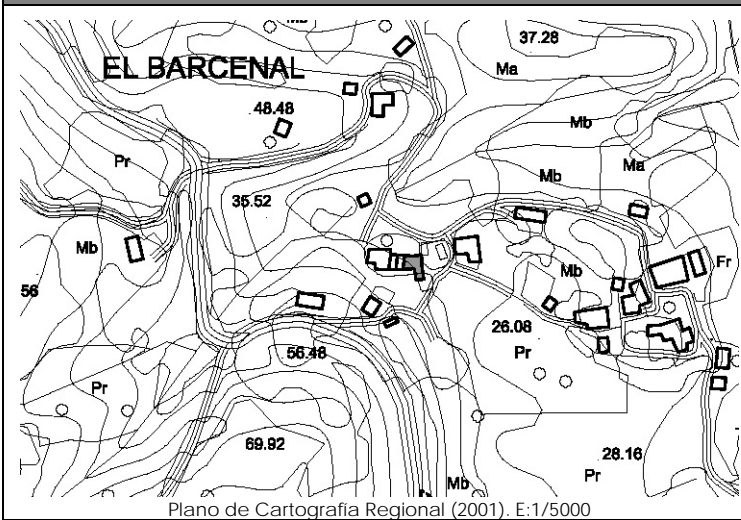 Mb
37.28
EL BARCENAL
Ma
48.48
Mb
Pr
Mb
Ma
35.52
Mb
Mb
Fr
56
26.08
56.48
Pr
Pr
69.92
28.16
Mb
Pr
Plano de Cartografía Regional (2001). E:1/5000